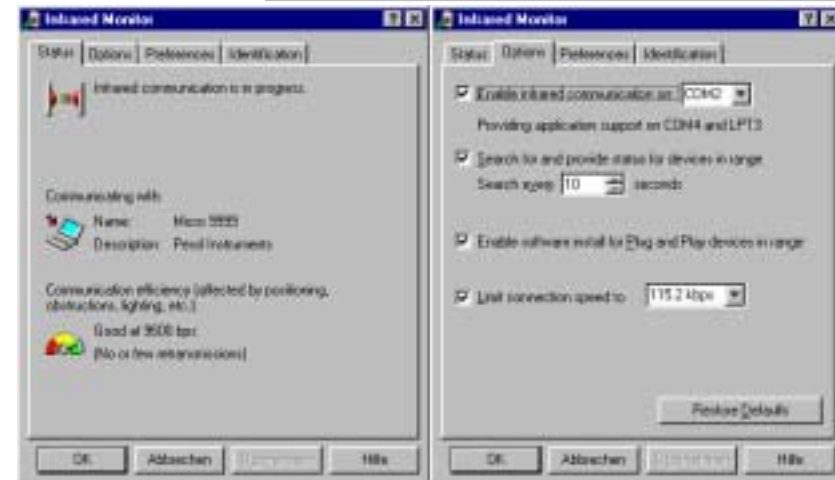 Infrared Monitor
Status Options Preferences Identification
Infrared communication is in progress.
Communicating with:
Name: Micro 9999
Description: Pend Instruments
Communication efficiency (affected by positioning,
obstructions, lighting, etc.)
Good at 9600 bps
(No or few retransmissions)
OK Abbrechen Hilfe
Infrared Monitor
Status Options Preferences Identification
Enable infrared communication on: COM2
Providing application support on COM4 and LPT3
Search for and provide status for devices in range
Search every 10 seconds
Enable software install for Plug and Play devices in range
Limit connection speed to 115.2 kbps
Restore Defaults
OK Abbrechen Hilfe